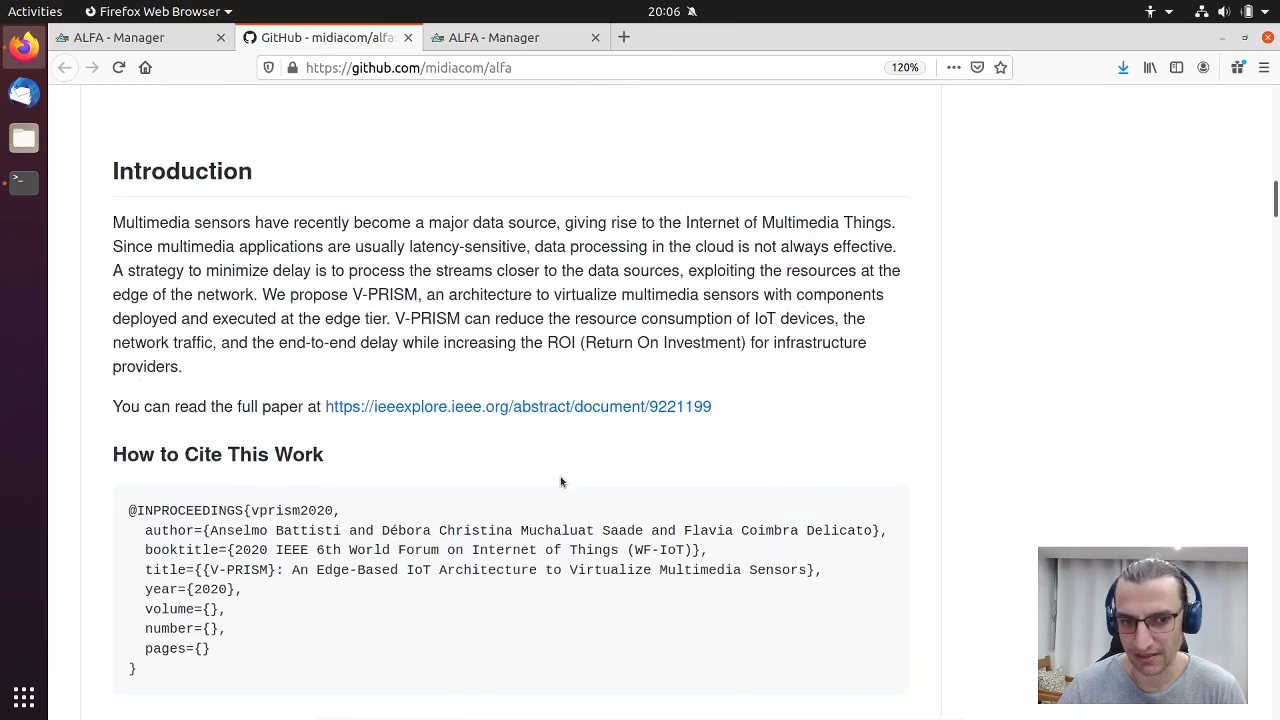 Activities
Firefox Web Browser
20:06
ALFA - Manager
GitHub - midiacom/alfa:
ALFA - Manager
https://github.com/midiacom/alfa
120%
Introduction
Multimedia sensors have recently become a major data source, giving rise to the Internet of Multimedia Things.
Since multimedia applications are usually latency-sensitive, data processing in the cloud is not always effective.
A strategy to minimize delay is to process the streams closer to the data sources, exploiting the resources at the
edge of the network. We propose V-PRISM, an architecture to virtualize multimedia sensors with components
deployed and executed at the edge tier. V-PRISM can reduce the resource consumption of IoT devices, the
network traffic, and the end-to-end delay while increasing the ROI (Return On Investment) for infrastructure
providers.
You can read the full paper at https://ieeexplore.ieee.org/abstract/document/9221199
How to Cite This Work
@INPROCEEDINGS{vprism2020,
author={Anselmo Battisti and Débora Christina Muchaluat Saade and Flavia Coimbra Delicato},
booktitle={2020 IEEE 6th World Forum on Internet of Things (WF-IoT)},
title={{V-PRISM}: An Edge-Based IoT Architecture to Virtualize Multimedia Sensors},
year={2020},
volume={},
number={},
pages={}
}